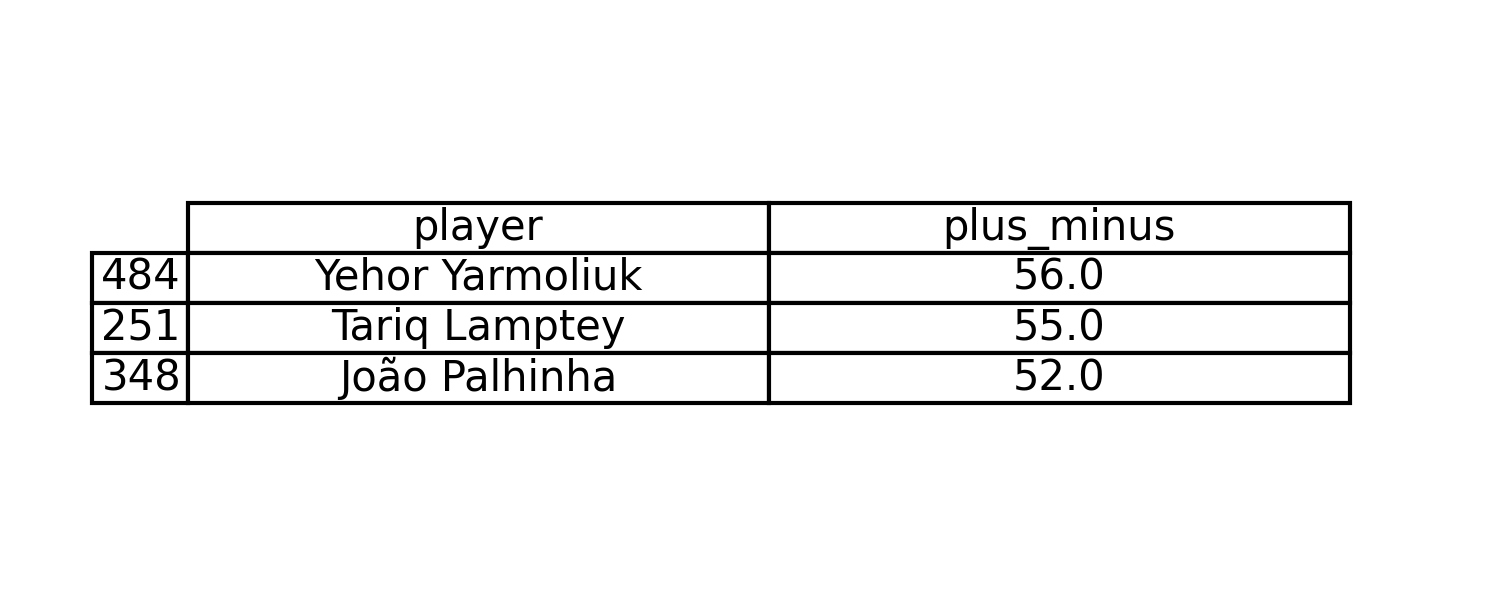 player plus_minus
484 Yehor Yarmoliuk 56.0
251 Tariq Lamptey 55.0
348 João Palhinha 52.0